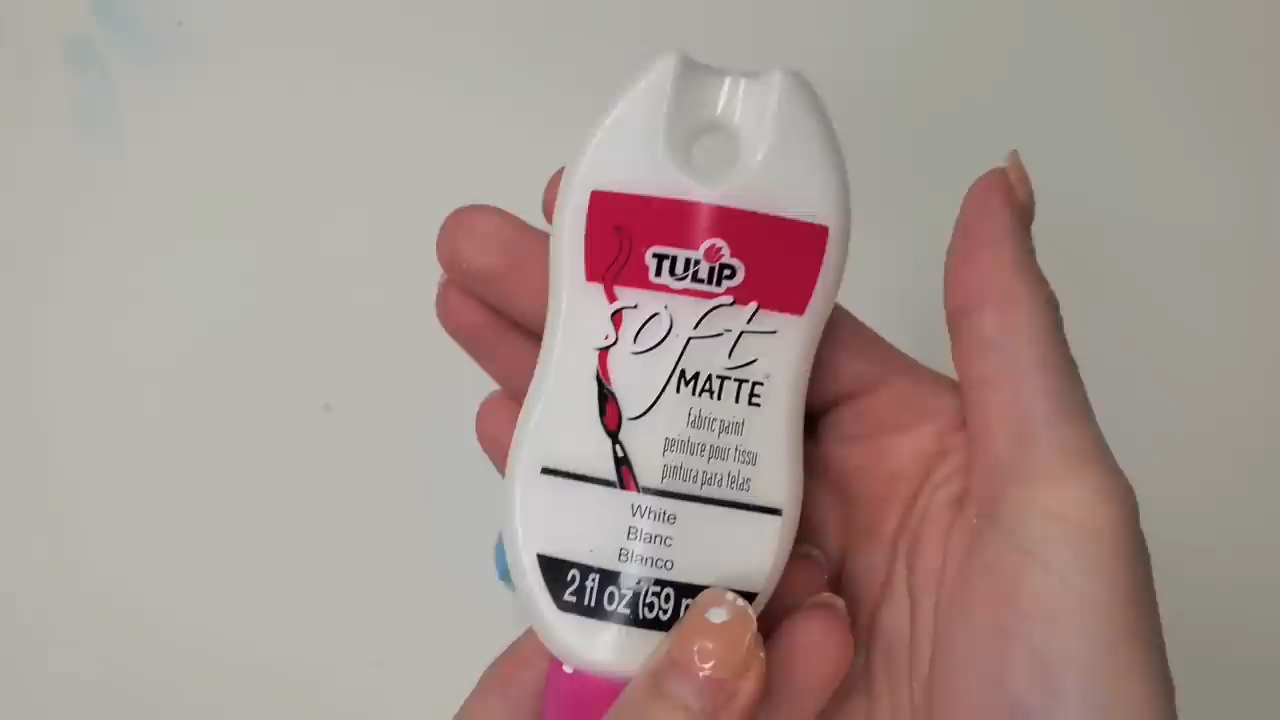 TULIP
soft
MATTE
fabric paint
peinture pour tissu
pintura para telas
White
Blanc
Blanco
2 fl oz (59